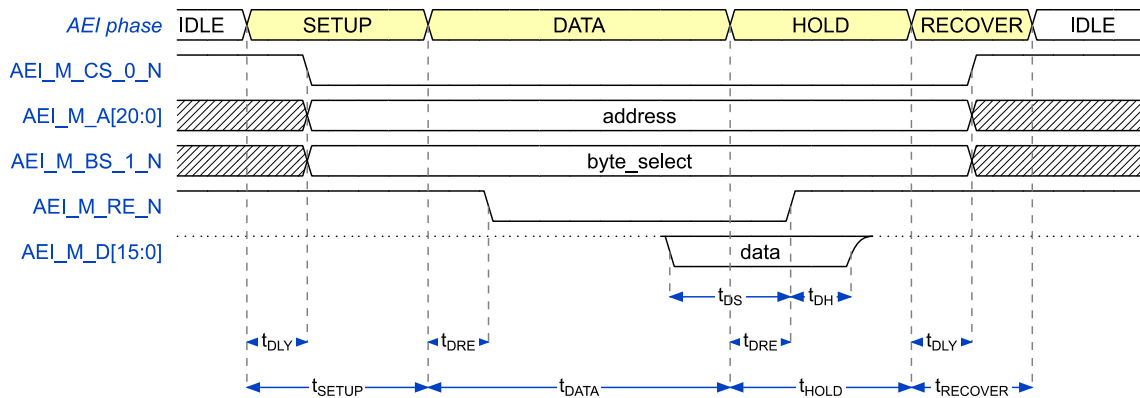 AEI phase IDLE SETUP DATA HOLD RECOVER IDLE
AEI_M_CS_0_N
AEI_M_A[20:0] address
AEI_M_BS_1_N byte_select
AEI_M_RE_N
AEI_M_D[15:0] data
tDS tDH
tDLY tDRE tDRE tDLY
tSETUP tDATA tHOLD tRECOVER